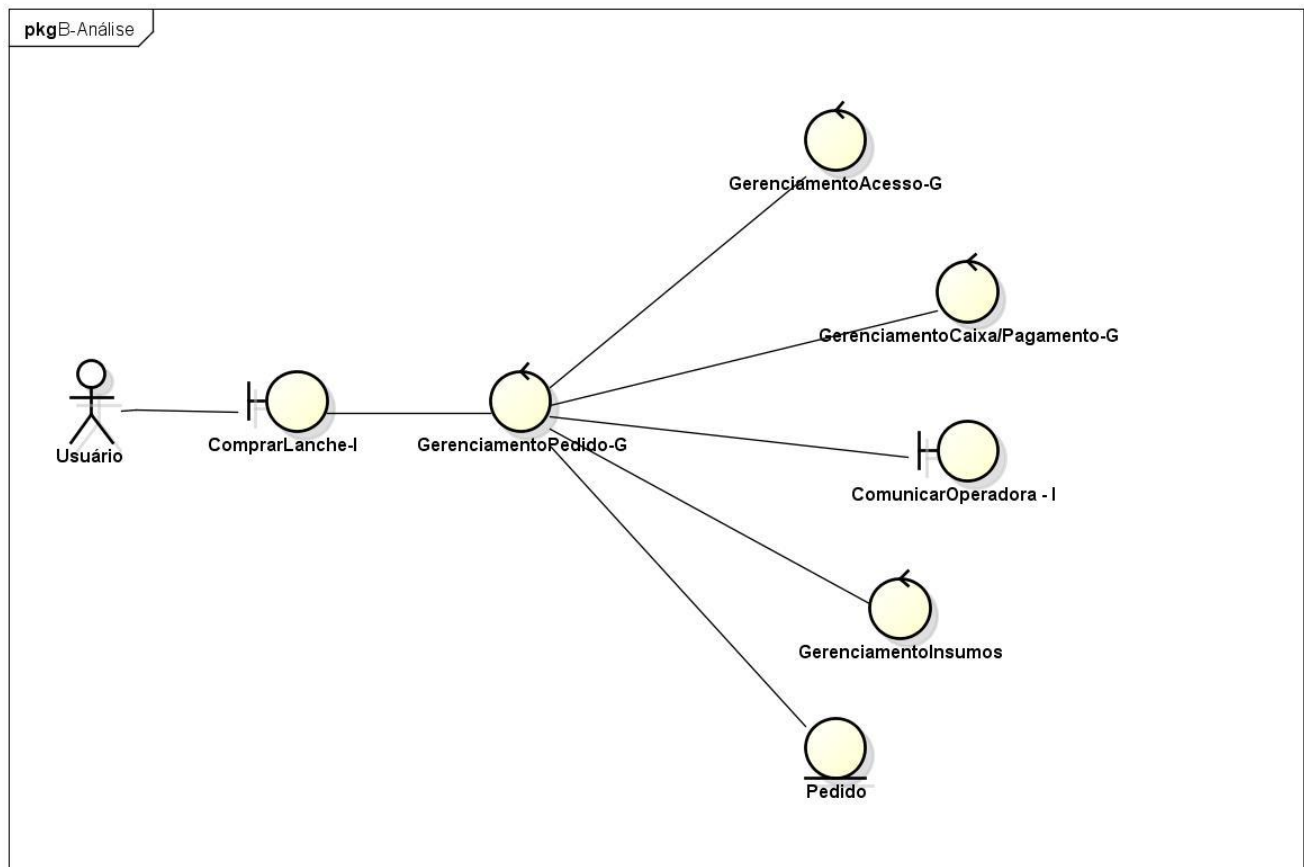 pkgB-Análise
GerenciamentoAcesso-G
GerenciamentoCaixa/Pagamento-G
Usuário
ComprarLanche-I
GerenciamentoPedido-G
ComunicarOperadora - I
GerenciamentoInsumos
Pedido